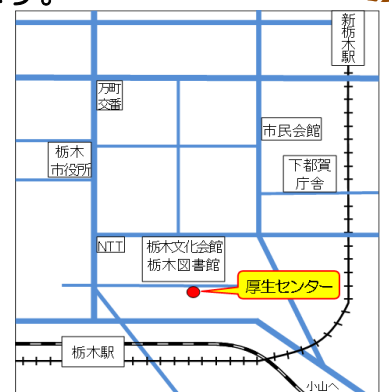 す。
新栃木駅
万町
交番
市民会館
栃木
市役所
下都賀
庁舎
NTT
栃木文化会館
栃木図書館
厚生センター
栃木駅
小山へ